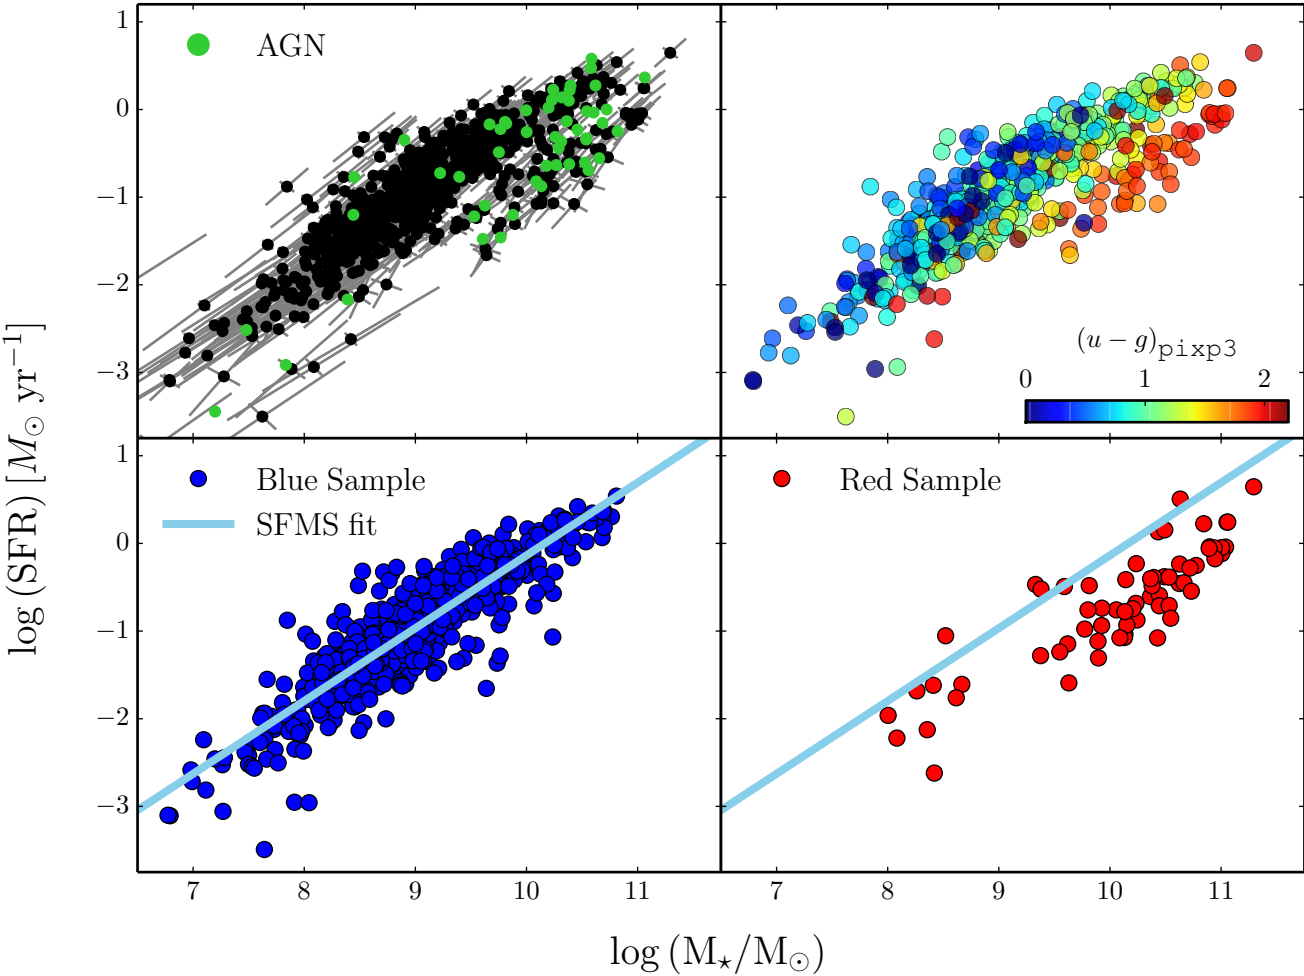 1
0
−1
−2
−3
AGN
(u − g)pixp3
0 1 2
1
0
−1
−2
−3
Blue Sample
SFMS fit
Red Sample
7 8 9 10 11
7 8 9 10 11
log (SFR) [M⊙ yr−1]
log (M⋆/M⊙)